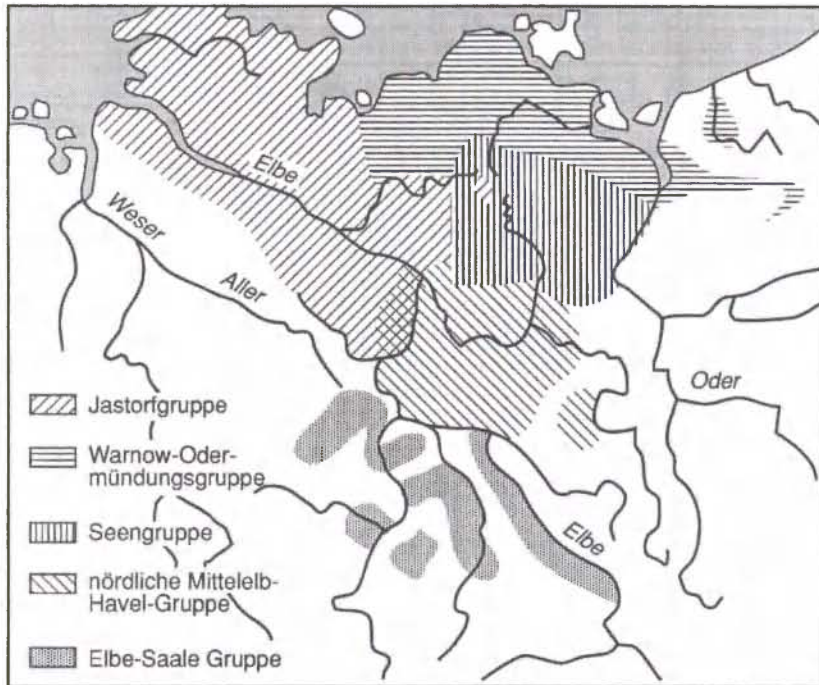 Elbe
Weser
Aller
Oder
Elbe
Jastorfgruppe
Warnow-Oder-
mündungsgruppe
Seengruppe
nördliche Mittelelb-
Havel-Gruppe
Elbe-Saale Gruppe